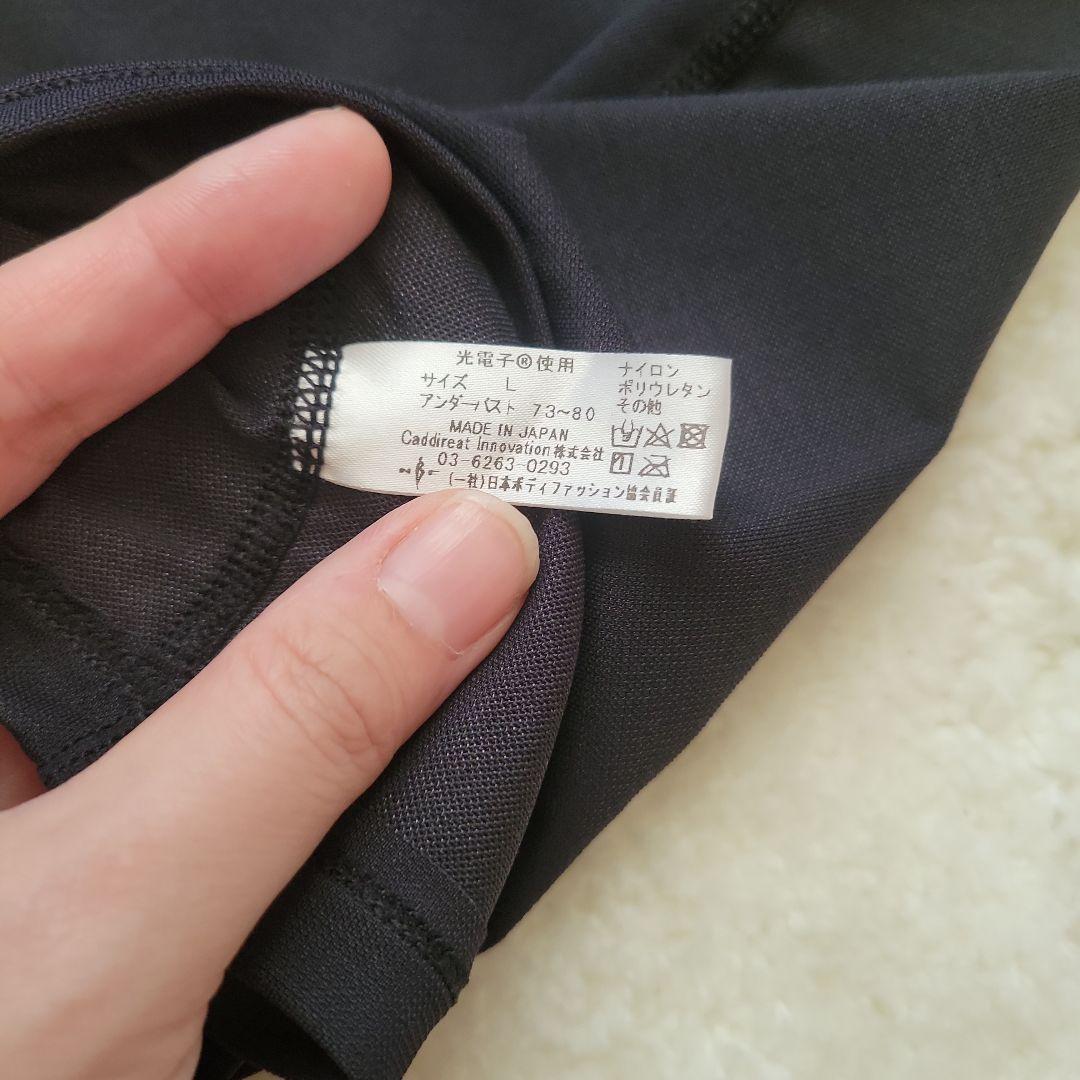 光電子®使用
サイズ L
アンダーバスト 73~80
MADE IN JAPAN
Caddireat Innovation株式会社
03-6263-0293
(一社)日本ボディファッション協会員証
ナイロン
ポリウレタン
その他